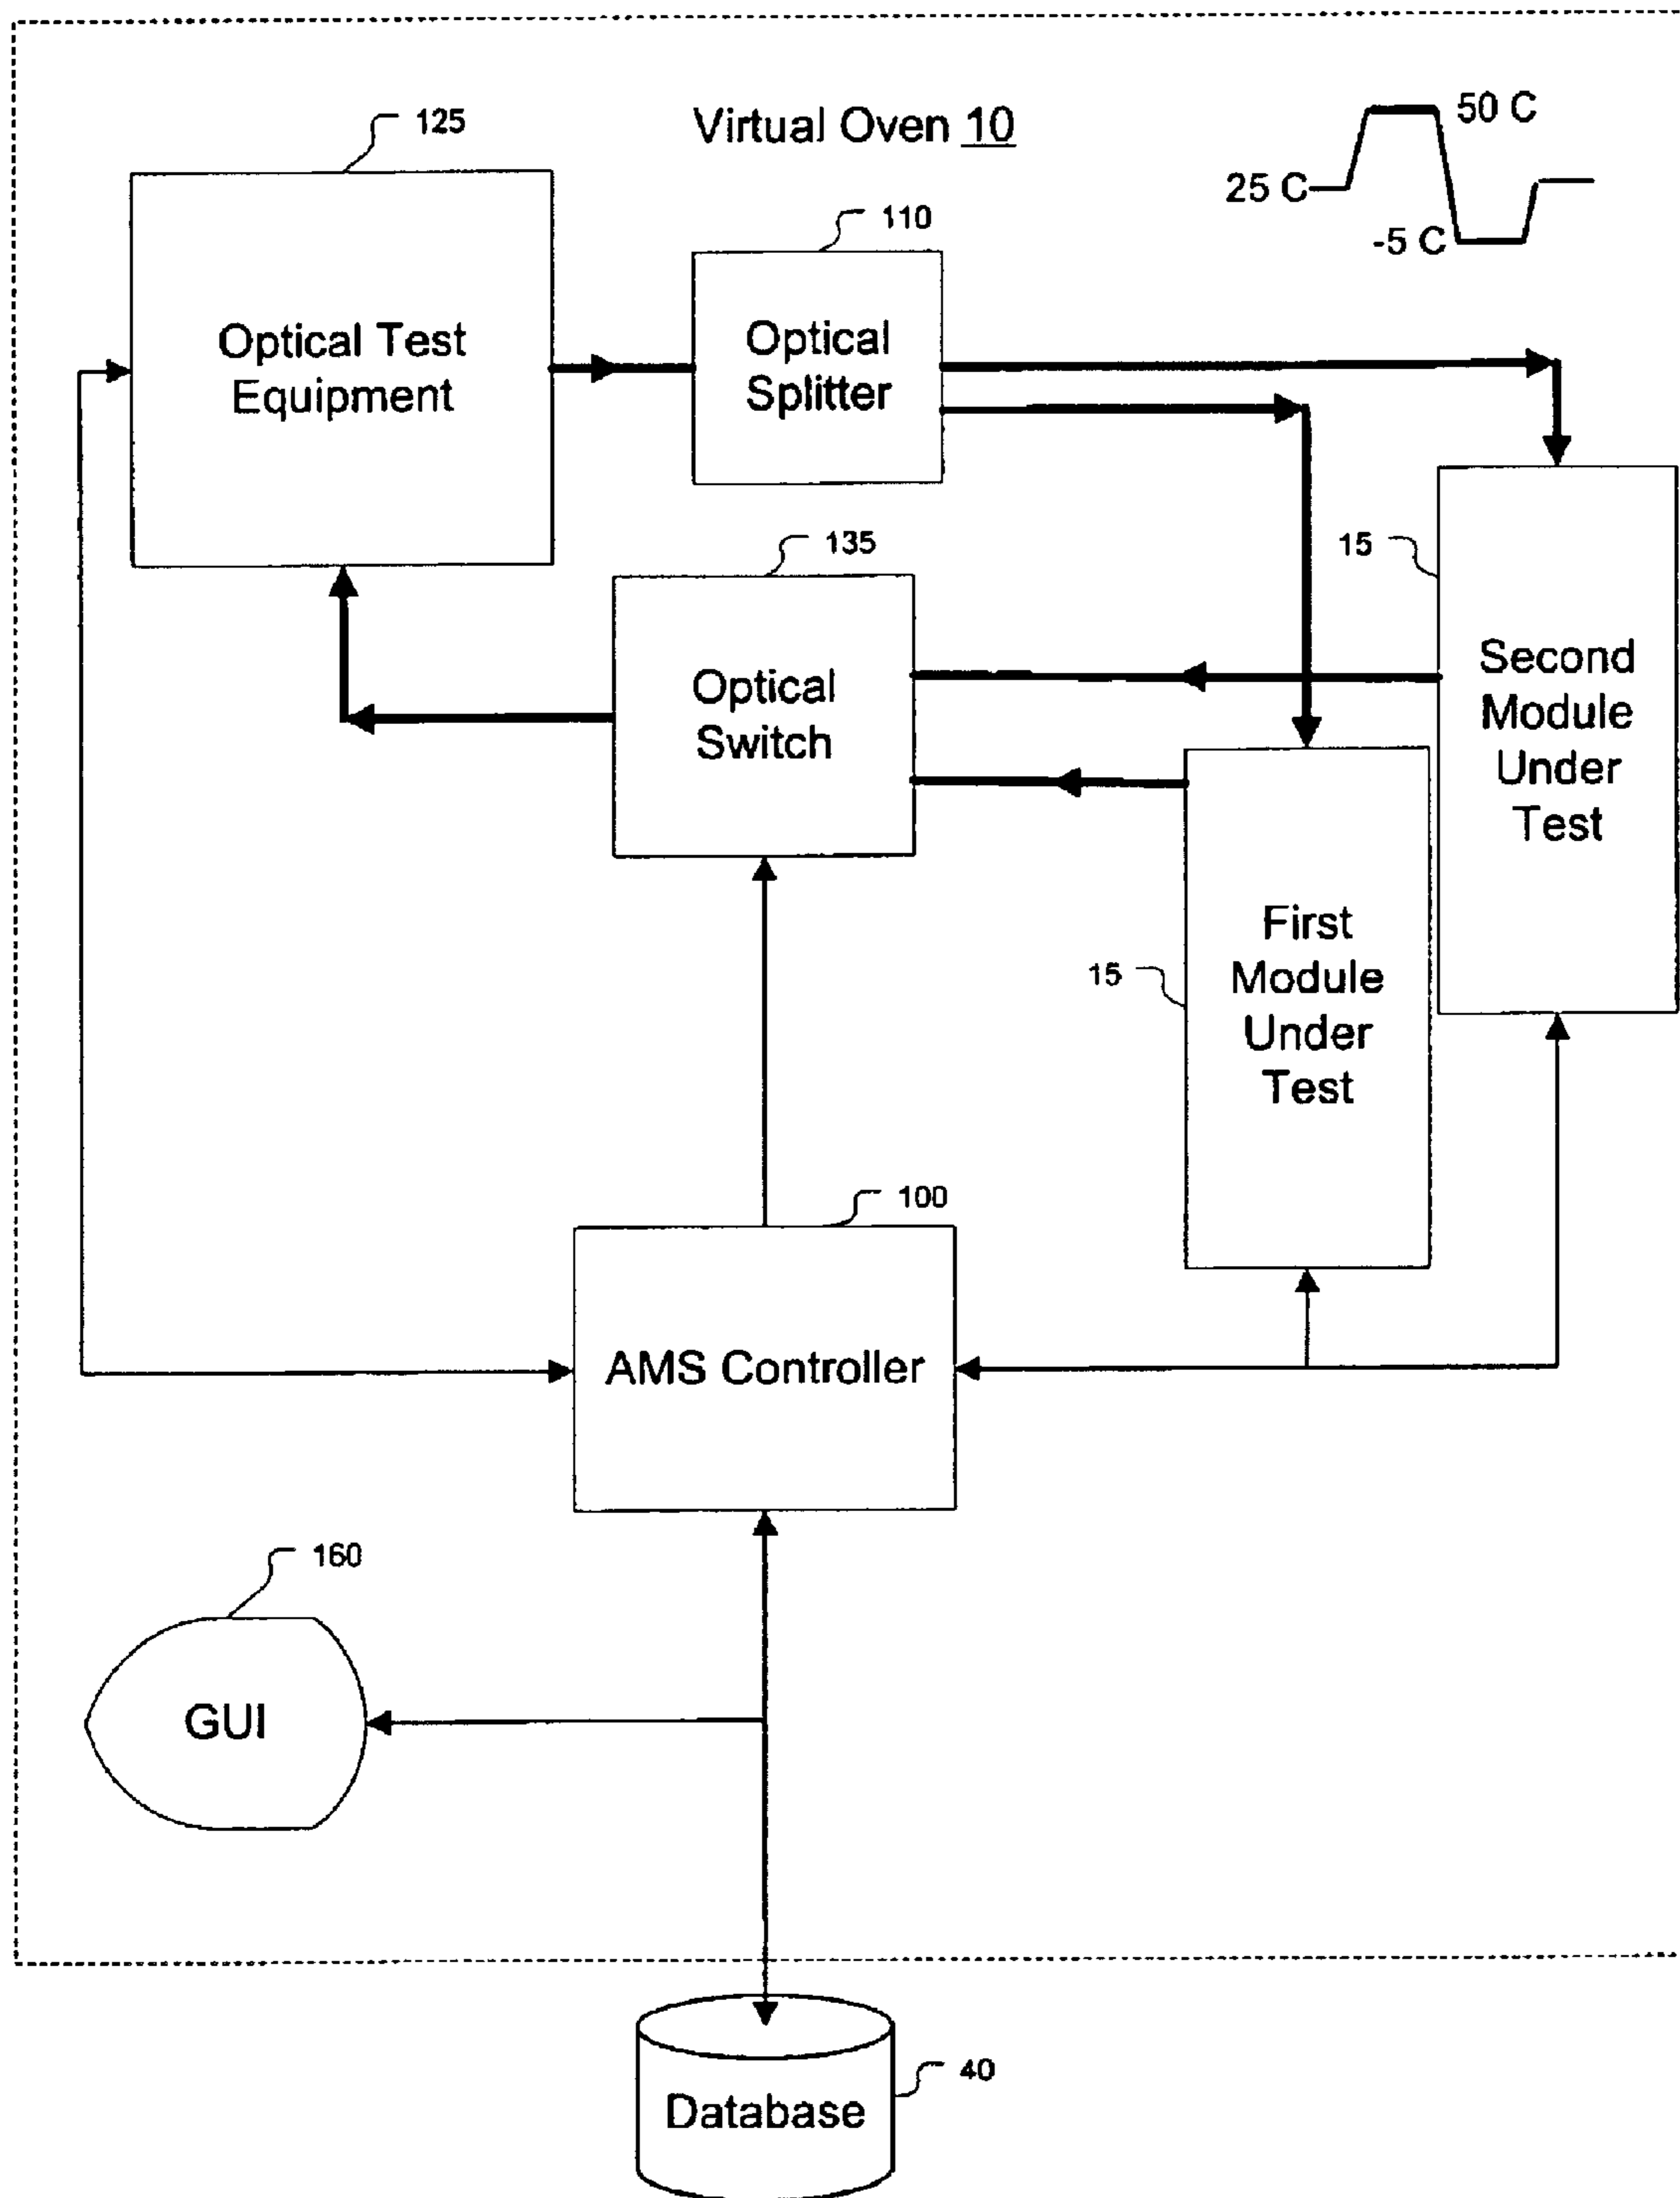 125
Virtual Oven 10
50 C
25 C
-5 C
110
Optical Test
Equipment
Optical
Splitter
135
15
Optical
Switch
Second
Module
Under
Test
15
First
Module
Under
Test
100
AMS Controller
160
GUI
40
Database